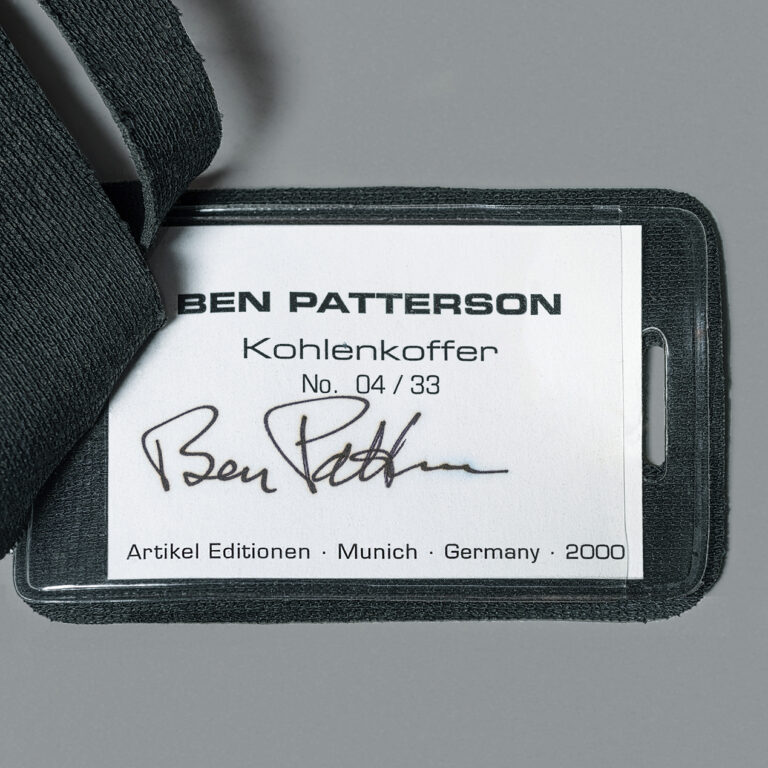 BEN PATTERSON
Kohlenkoffer
No. 04 / 33
Ben Patterson
Artikel Editionen · Munich · Germany · 2000